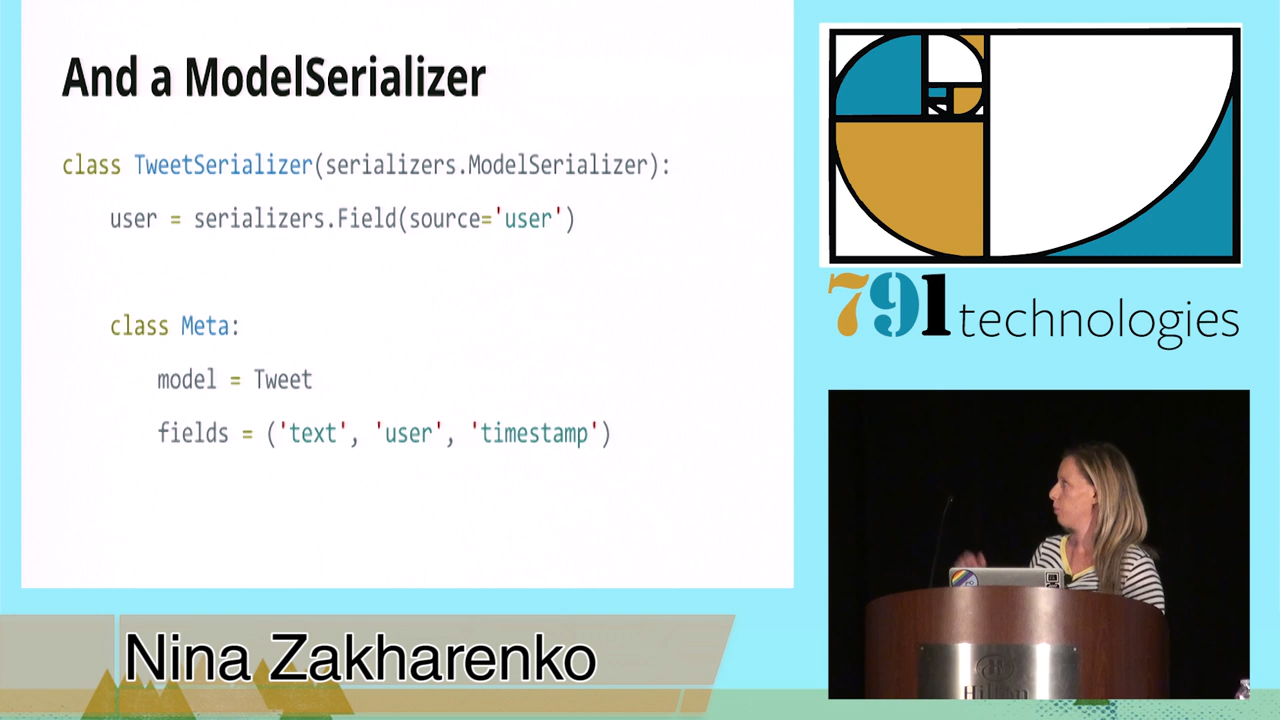 And a ModelSerializer
class TweetSerializer(serializers.ModelSerializer):
user = serializers.Field(source='user')
class Meta:
model = Tweet
fields = ('text', 'user', 'timestamp')
791 technologies
Hilton
Nina Zakharenko